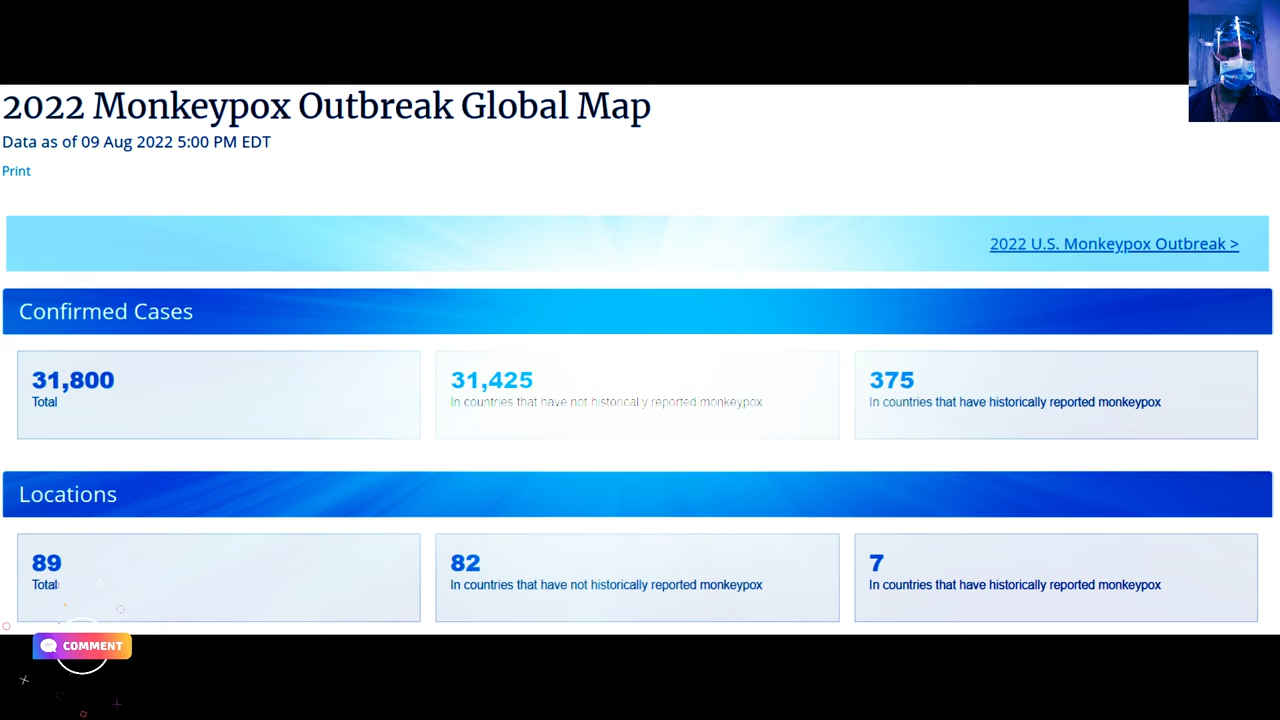 2022 Monkeypox Outbreak Global Map
Data as of 09 Aug 2022 5:00 PM EDT
Print
2022 U.S. Monkeypox Outbreak >
Confirmed Cases
31,800
Total
31,425
In countries that have not historically reported monkeypox
375
In countries that have historically reported monkeypox
Locations
89
Total
82
In countries that have not historically reported monkeypox
7
In countries that have historically reported monkeypox
COMMENT